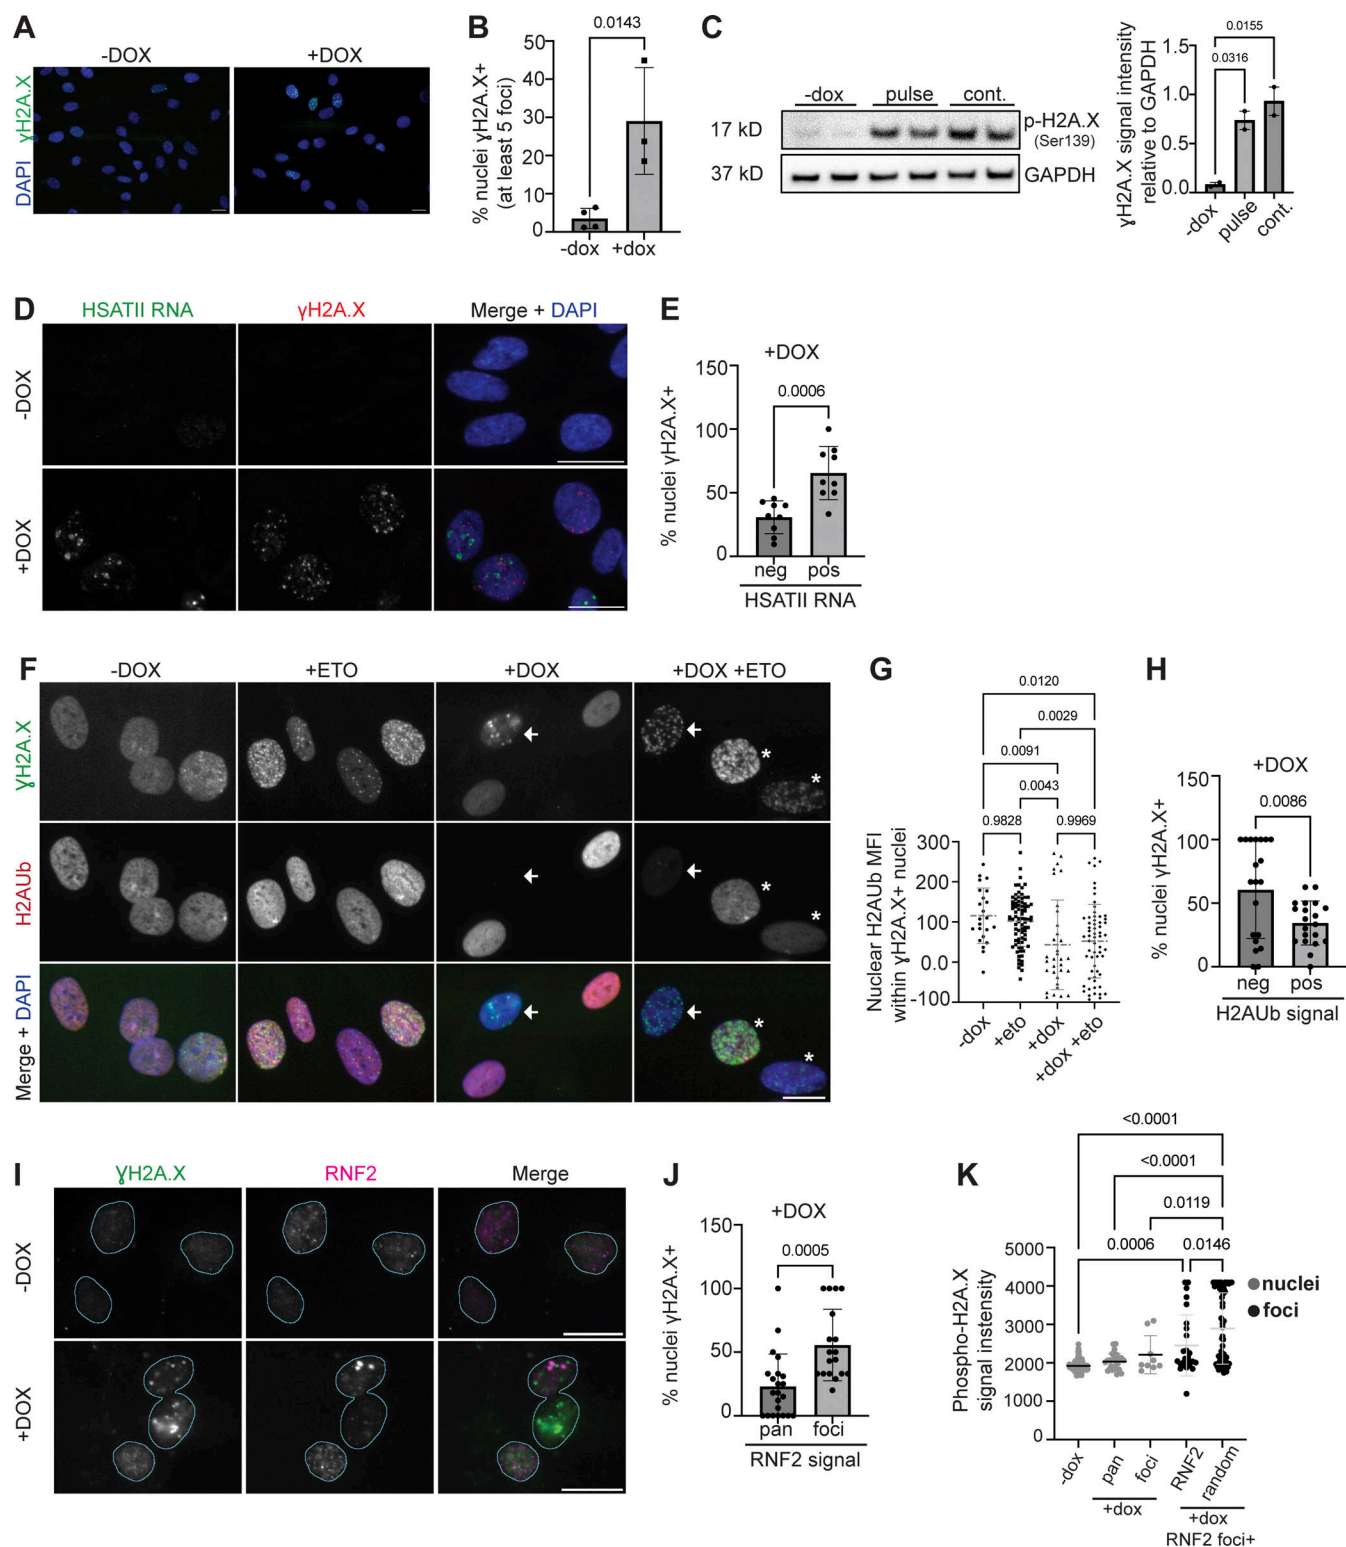 A
-DOX
+DOX
DAPI ɣH2A.X
B
0.0143
% nuclei ɣH2A.X+
(at least 5 foci)
50
40
30
20
10
0
-dox
+dox
C
-dox
pulse
cont.
17 kD
p-H2A.X
(Ser139)
37 kD
GAPDH
ɣH2A.X signal intensity
relative to GAPDH
0.0155
0.0316
1.5
1.0
0.5
0.0
-dox
pulse
cont.
D
HSATII RNA
γH2A.X
Merge + DAPI
-DOX
+DOX
E
+DOX
0.0006
% nuclei γH2A.X+
150
100
50
0
neg
pos
HSATII RNA
F
-DOX
+ETO
+DOX
+DOX +ETO
ɣH2A.X
H2AUb
Merge + DAPI
*
*
*
*
*
*
G
0.0120
0.0029
0.0091
0.0043
0.9828
0.9969
Nuclear H2AUb MFI
within ɣH2A.X+ nuclei
300
200
100
0.0
-100
-dox
+eto
+dox
+dox +eto
H
+DOX
0.0086
% nuclei γH2A.X+
150
100
50
0
neg
pos
H2AUb signal
I
ɣH2A.X
RNF2
Merge
-DOX
+DOX
J
+DOX
0.0005
% nuclei γH2A.X+
150
100
50
0
pan
foci
RNF2 signal
K
<0.0001
<0.0001
0.0119
0.0006
0.0146
Phospho-H2A.X
signal instensity
5000
4000
3000
2000
1000
0
nuclei
foci
-dox
pan
foci
RNF2
random
+dox
+dox
RNF2 foci+